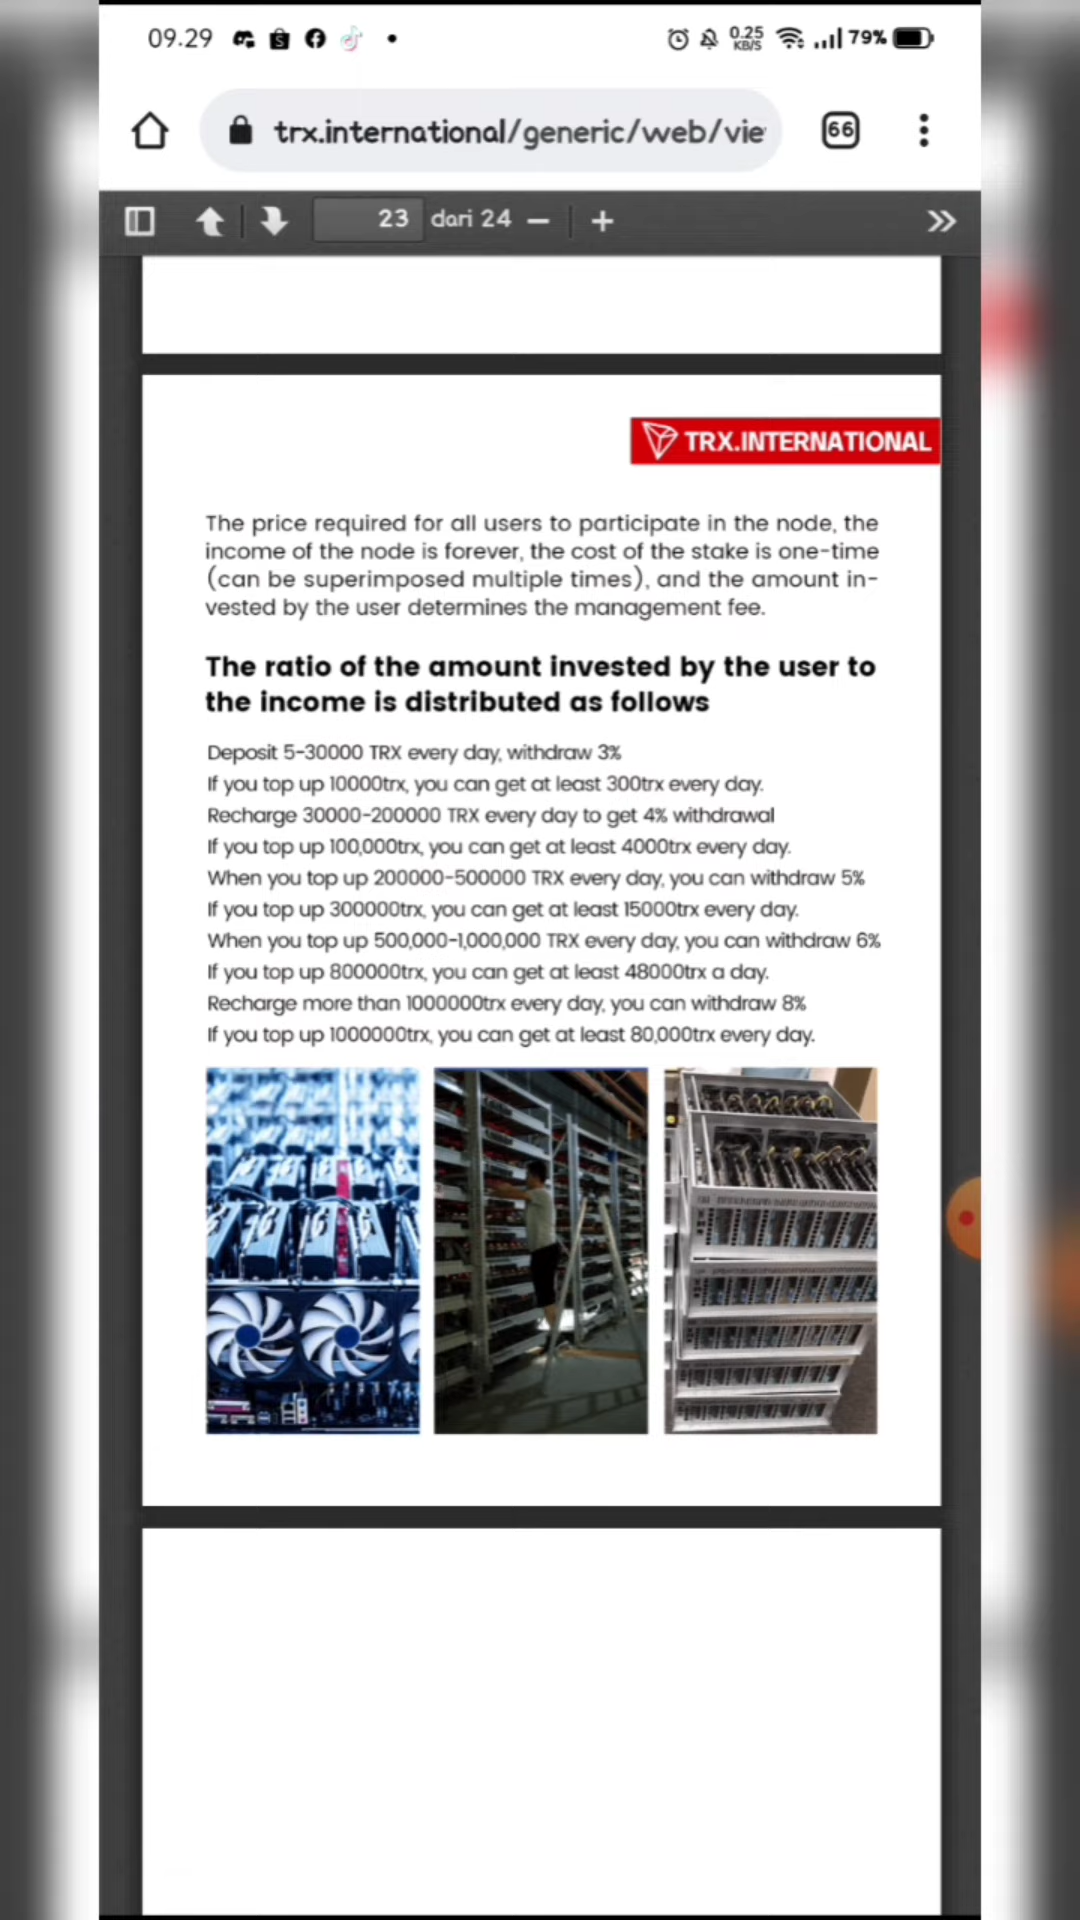 09.29
0.25
KB/S
79%
trx.international/generic/web/vie
66
23 dari 24
TRX.INTERNATIONAL
The price required for all users to participate in the node, the
income of the node is forever, the cost of the stake is one-time
(can be superimposed multiple times), and the amount in-
vested by the user determines the management fee.
The ratio of the amount invested by the user to
the income is distributed as follows
Deposit 5-30000 TRX every day, withdraw 3%
If you top up 10000trx, you can get at least 300trx every day.
Recharge 30000-200000 TRX every day to get 4% withdrawal
If you top up 100,000trx, you can get at least 4000trx every day.
When you top up 200000-500000 TRX every day, you can withdraw 5%
If you top up 300000trx, you can get at least 15000trx every day.
When you top up 500,000-1,000,000 TRX every day, you can withdraw 6%
If you top up 800000trx, you can get at least 48000trx a day.
Recharge more than 1000000trx every day, you can withdraw 8%
If you top up 1000000trx, you can get at least 80,000trx every day.